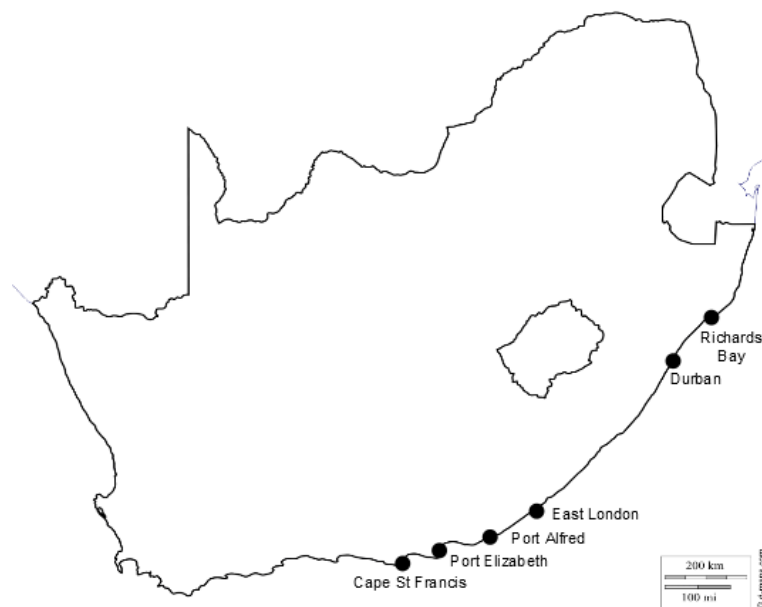 Richards
Bay
Durban
East London
Port Alfred
Port Elizabeth
Cape St Francis
200 km
100 mi